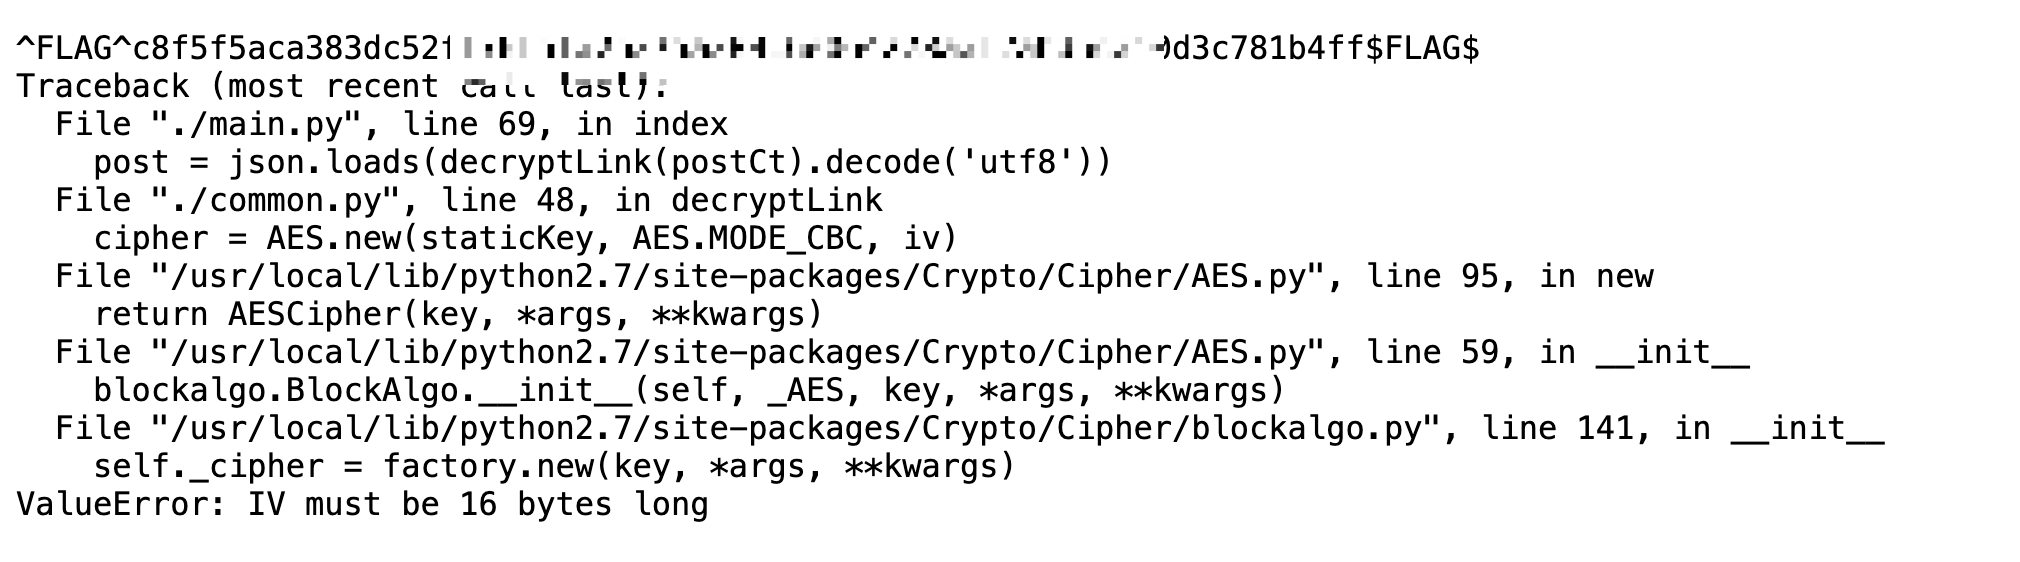 ^FLAG^c8f5f5aca383dc52 d3c781b4ff$FLAG$
Traceback (most recent call last):
  File "./main.py", line 69, in index
    post = json.loads(decryptLink(postCt).decode('utf8'))
  File "./common.py", line 48, in decryptLink
    cipher = AES.new(staticKey, AES.MODE_CBC, iv)
  File "/usr/local/lib/python2.7/site-packages/Crypto/Cipher/AES.py", line 95, in new
    return AESCipher(key, *args, **kwargs)
  File "/usr/local/lib/python2.7/site-packages/Crypto/Cipher/AES.py", line 59, in __init__
    blockalgo.BlockAlgo.__init__(self, _AES, key, *args, **kwargs)
  File "/usr/local/lib/python2.7/site-packages/Crypto/Cipher/blockalgo.py", line 141, in __init__
    self._cipher = factory.new(key, *args, **kwargs)
ValueError: IV must be 16 bytes long